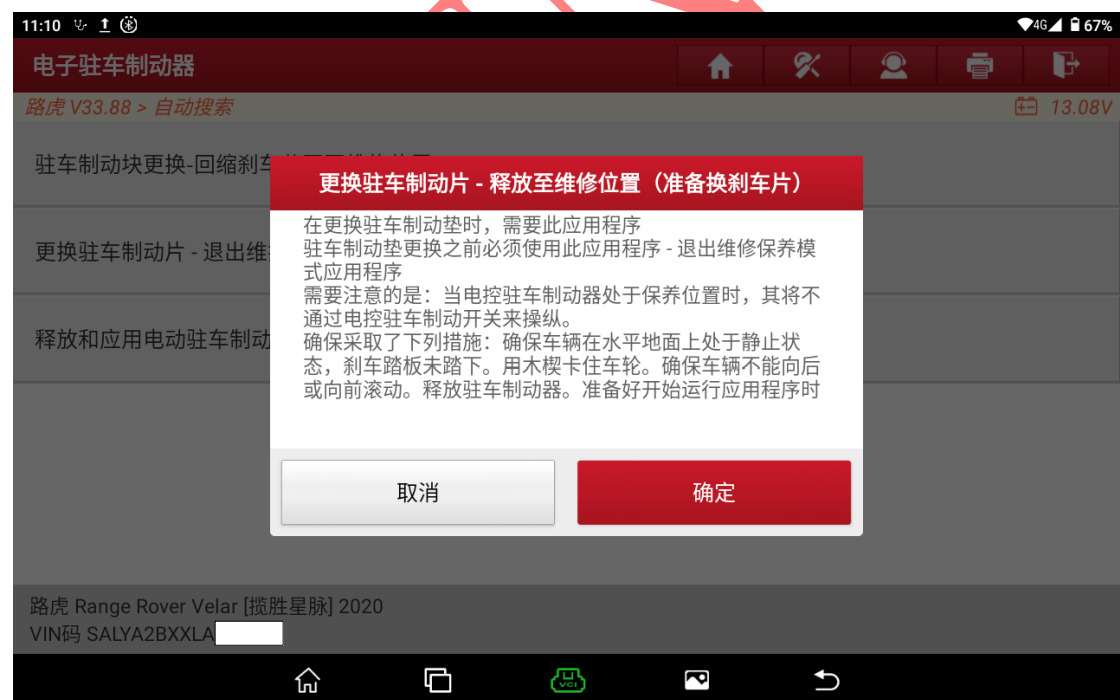 11:10
4G 67%
电子驻车制动器
路虎 V33.88 > 自动搜索
13.08V
驻车制动块更换-回缩刹车
更换驻车制动片 - 释放至维修位置（准备换刹车片）
在更换驻车制动垫时，需要此应用程序
驻车制动垫更换之前必须使用此应用程序 - 退出维修保养模
式应用程序
需要注意的是：当电控驻车制动器处于保养位置时，其将不
通过电控驻车制动开关来操纵。
确保采取了下列措施：确保车辆在水平地面上处于静止状
态，刹车踏板未踏下。用木楔卡住车轮。确保车辆不能向后
或向前滚动。释放驻车制动器。准备好开始运行应用程序时
更换驻车制动片 - 退出维
释放和应用电动驻车制动
取消
确定
路虎 Range Rover Velar [揽胜星脉] 2020
VIN码 SALYA2BXXLA
VCI